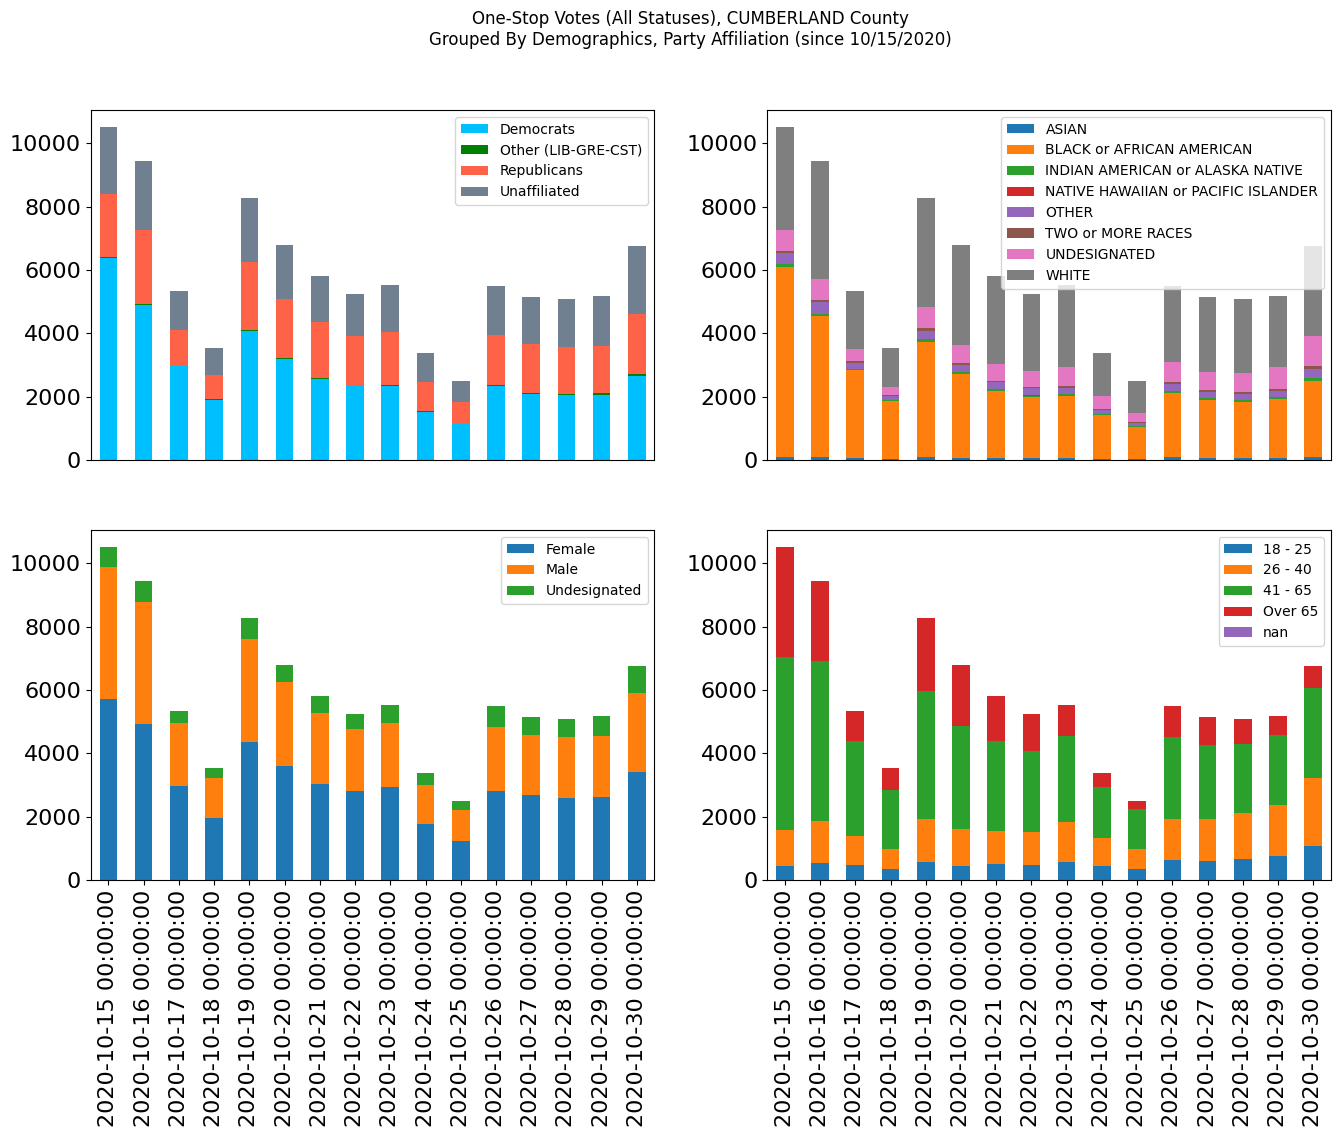 One-Stop Votes (All Statuses), CUMBERLAND County
Grouped By Demographics, Party Affiliation (since 10/15/2020)
10000
8000
6000
4000
2000
0
Democrats
Other (LIB-GRE-CST)
Republicans
Unaffiliated
10000
8000
6000
4000
2000
0
ASIAN
BLACK or AFRICAN AMERICAN
INDIAN AMERICAN or ALASKA NATIVE
NATIVE HAWAIIAN or PACIFIC ISLANDER
OTHER
TWO or MORE RACES
UNDESIGNATED
WHITE
10000
8000
6000
4000
2000
0
Female
Male
Undesignated
2020-10-15 00:00:00
2020-10-16 00:00:00
2020-10-17 00:00:00
2020-10-18 00:00:00
2020-10-19 00:00:00
2020-10-20 00:00:00
2020-10-21 00:00:00
2020-10-22 00:00:00
2020-10-23 00:00:00
2020-10-24 00:00:00
2020-10-25 00:00:00
2020-10-26 00:00:00
2020-10-27 00:00:00
2020-10-28 00:00:00
2020-10-29 00:00:00
2020-10-30 00:00:00
10000
8000
6000
4000
2000
0
18 - 25
26 - 40
41 - 65
Over 65
nan
2020-10-15 00:00:00
2020-10-16 00:00:00
2020-10-17 00:00:00
2020-10-18 00:00:00
2020-10-19 00:00:00
2020-10-20 00:00:00
2020-10-21 00:00:00
2020-10-22 00:00:00
2020-10-23 00:00:00
2020-10-24 00:00:00
2020-10-25 00:00:00
2020-10-26 00:00:00
2020-10-27 00:00:00
2020-10-28 00:00:00
2020-10-29 00:00:00
2020-10-30 00:00:00